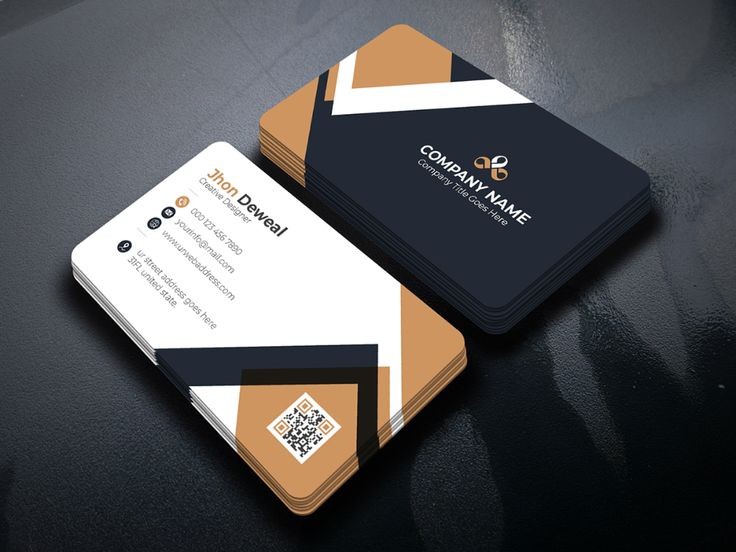 Jhon Deweal
Creative Designer
000 123 456 7890
yourinfo@mail.com
www.urwebaddress.com
ur street address goes here
31FL united state.
COMPANY NAME
Company Title Goes Here